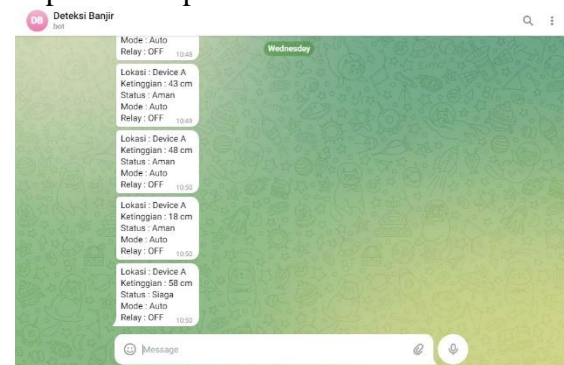 DB
Deteksi Banjir
bot
Wednesday
Mode : Auto
Relay : OFF 10:48
Lokasi : Device A
Ketinggian : 43 cm
Status : Aman
Mode : Auto
Relay : OFF 10:49
Lokasi : Device A
Ketinggian : 48 cm
Status : Aman
Mode : Auto
Relay : OFF 10:50
Lokasi : Device A
Ketinggian : 18 cm
Status : Aman
Mode : Auto
Relay : OFF 10:50
Lokasi : Device A
Ketinggian : 58 cm
Status : Siaga
Mode : Auto
Relay : OFF 10:50
Message